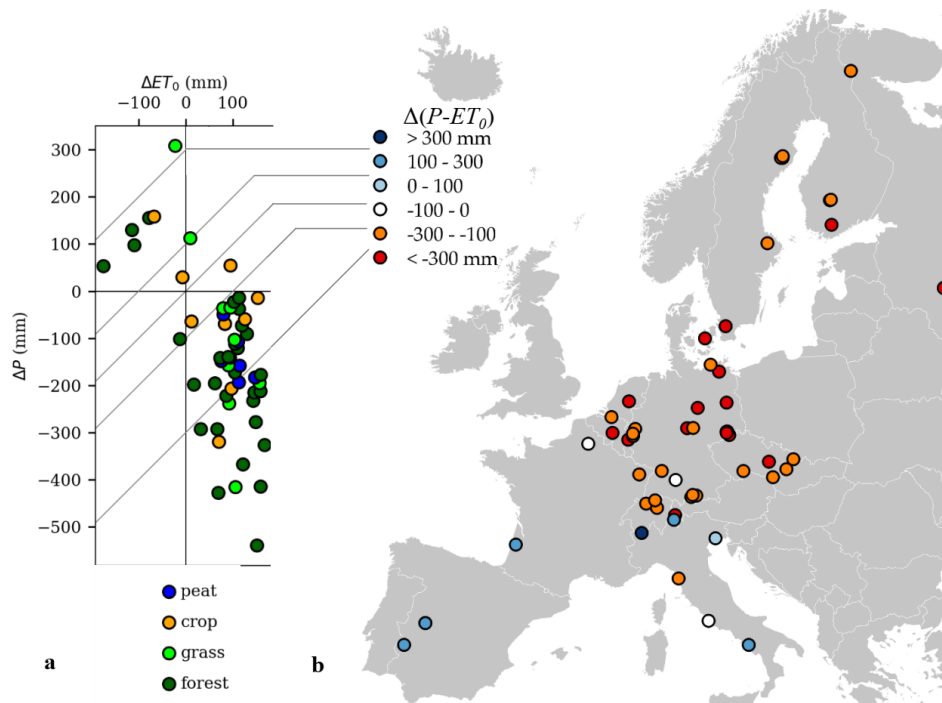 ΔET₀ (mm)
−100 0 100
ΔP (mm)
300
200
100
0
−100
−200
−300
−400
−500
peat
crop
grass
forest
a
Δ(P-ET₀)
> 300 mm
100 - 300
0 - 100
-100 - 0
-300 - -100
< -300 mm
b